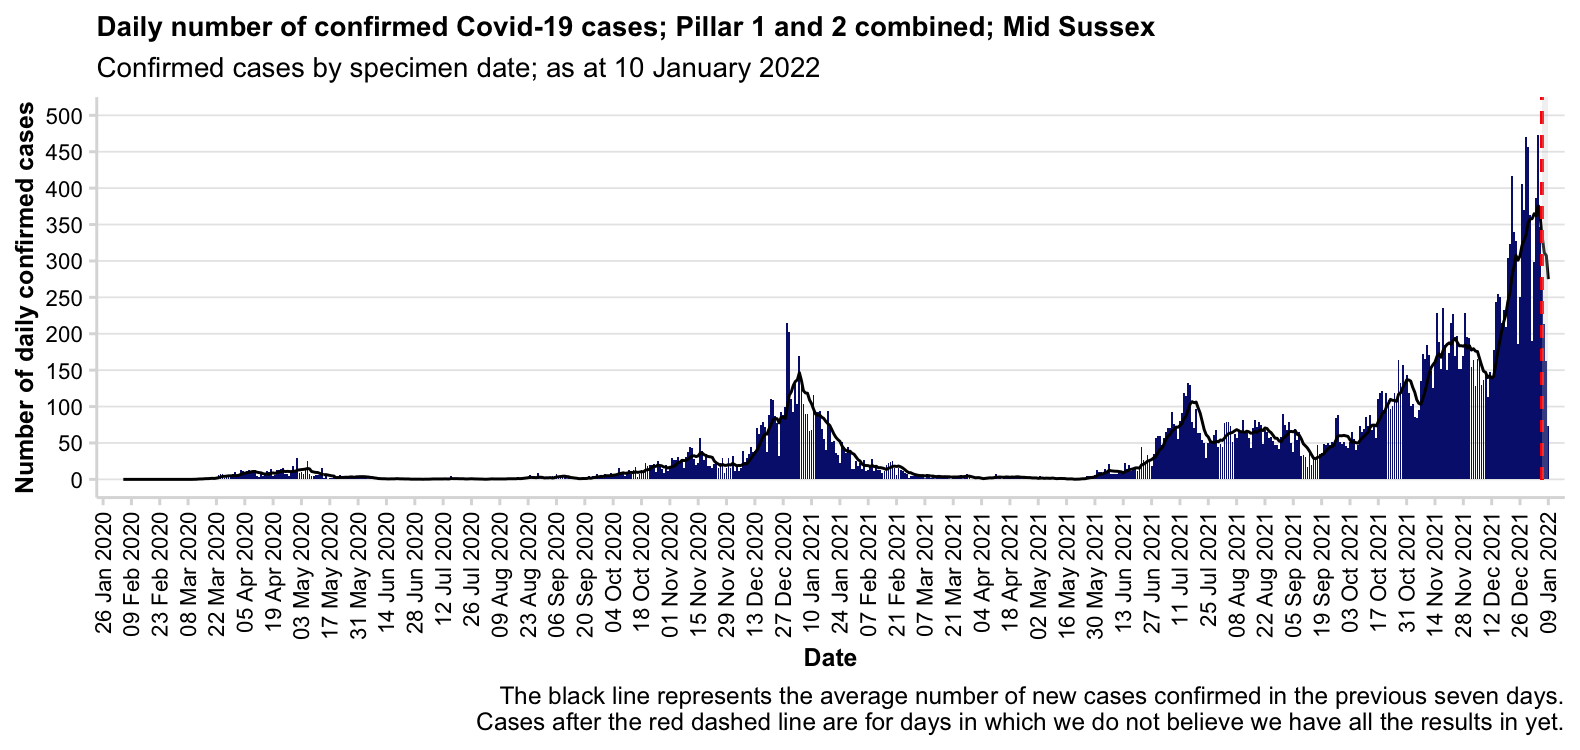 Daily number of confirmed Covid-19 cases; Pillar 1 and 2 combined; Mid Sussex
Confirmed cases by specimen date; as at 10 January 2022
Number of daily confirmed cases
500
450
400
350
300
250
200
150
100
50
0
26 Jan 2020
09 Feb 2020
23 Feb 2020
08 Mar 2020
22 Mar 2020
05 Apr 2020
19 Apr 2020
03 May 2020
17 May 2020
31 May 2020
14 Jun 2020
28 Jun 2020
12 Jul 2020
26 Jul 2020
09 Aug 2020
23 Aug 2020
06 Sep 2020
20 Sep 2020
04 Oct 2020
18 Oct 2020
01 Nov 2020
15 Nov 2020
29 Nov 2020
13 Dec 2020
27 Dec 2020
10 Jan 2021
24 Jan 2021
07 Feb 2021
21 Feb 2021
07 Mar 2021
21 Mar 2021
04 Apr 2021
18 Apr 2021
02 May 2021
16 May 2021
30 May 2021
13 Jun 2021
27 Jun 2021
11 Jul 2021
25 Jul 2021
08 Aug 2021
22 Aug 2021
05 Sep 2021
19 Sep 2021
03 Oct 2021
17 Oct 2021
31 Oct 2021
14 Nov 2021
28 Nov 2021
12 Dec 2021
26 Dec 2021
09 Jan 2022
Date
The black line represents the average number of new cases confirmed in the previous seven days.
Cases after the red dashed line are for days in which we do not believe we have all the results in yet.